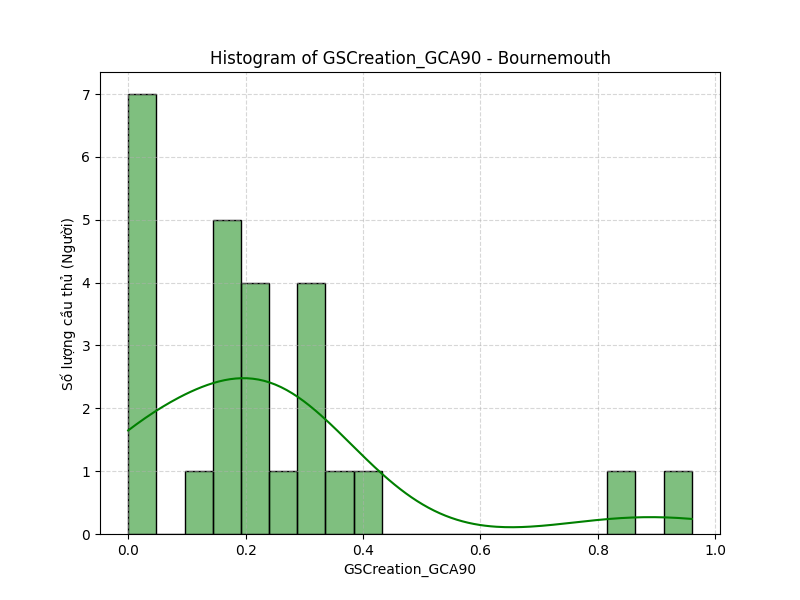 Histogram of GSCreation_GCA90 - Bournemouth
Số lượng cầu thủ (Người)
7
6
5
4
3
2
1
0
0.0 0.2 0.4 0.6 0.8 1.0
GSCreation_GCA90